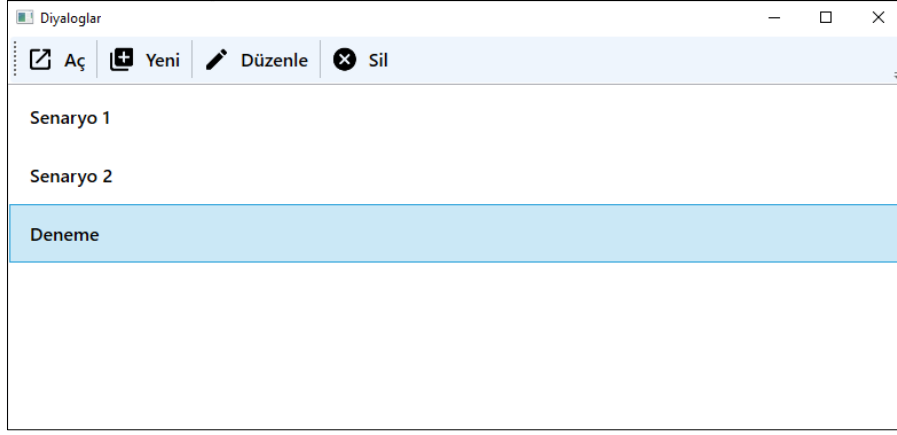 Diyaloglar
Aç Yeni Düzenle Sil
Senaryo 1
Senaryo 2
Deneme